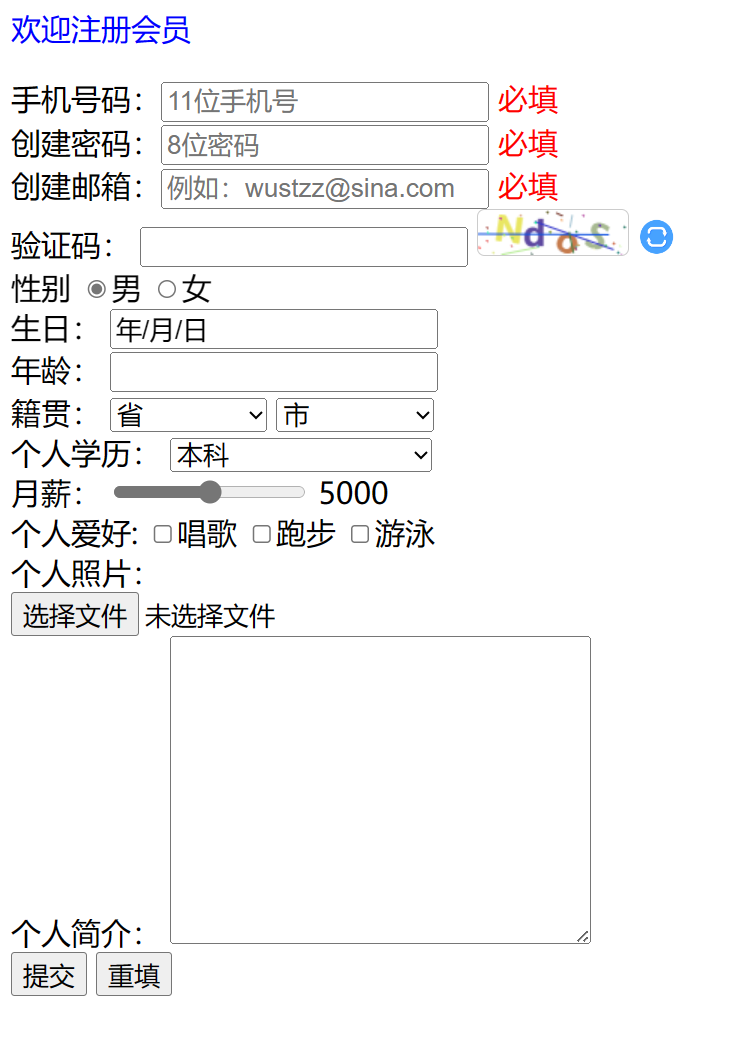 欢迎注册会员
手机号码： 11位手机号 必填
创建密码： 8位密码 必填
创建邮箱： 例如：wustzz@sina.com 必填
验证码： NdaS
性别 男 女
生日： 年/月/日
年龄：
籍贯： 省 市
个人学历： 本科
月薪： 5000
个人爱好: 唱歌 跑步 游泳
个人照片：
选择文件 未选择文件
个人简介：
提交 重填